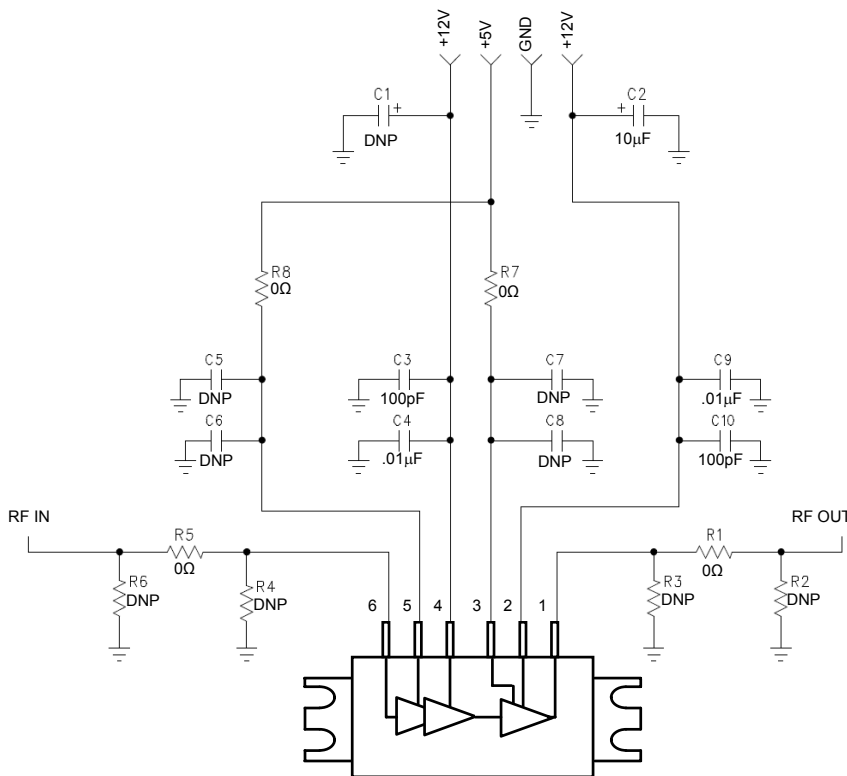 +12V
+5V
GND
+12V
C1
+
DNP
+
C2
10µF
R8
0Ω
R7
0Ω
C5
DNP
C3
100pF
C7
DNP
C9
.01µF
C6
DNP
C4
.01µF
C8
DNP
C10
100pF
RF IN
RF OUT
R5
0Ω
R1
0Ω
R6
DNP
R4
DNP
6
5
4
3
2
1
R3
DNP
R2
DNP